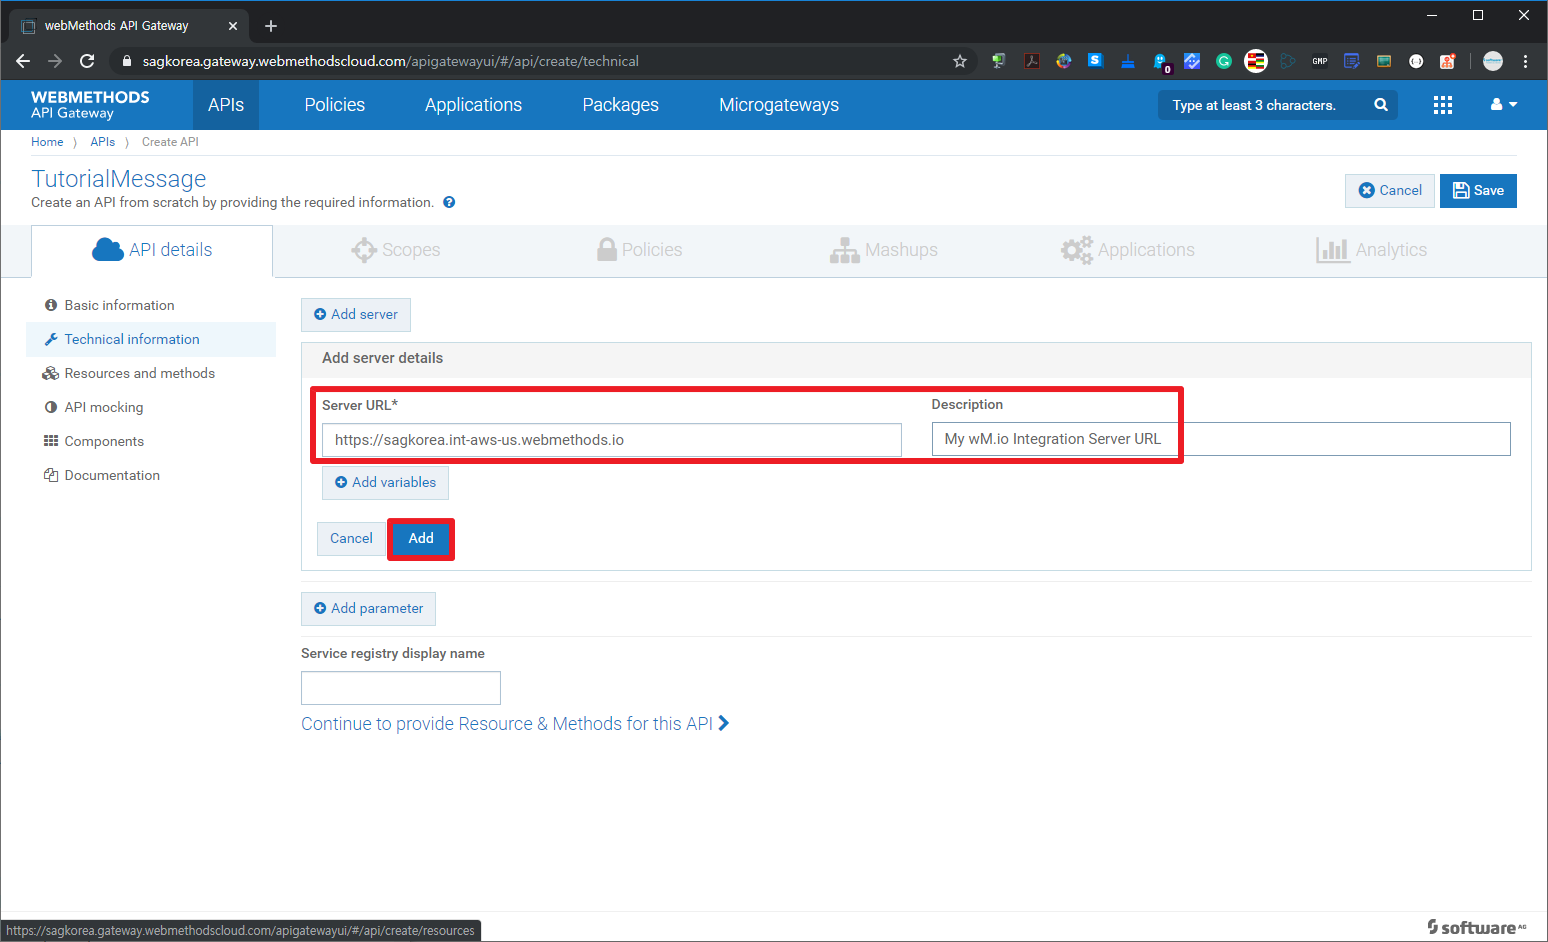 webMethods API Gateway
sagkorea.gateway.webmethodscloud.com/apigatewayui/#/api/create/technical
0
GMP
WEBMETHODS
API Gateway
APIs
Policies
Applications
Packages
Microgateways
Type at least 3 characters.
Home 〉 APIs 〉 Create API
TutorialMessage
Create an API from scratch by providing the required information.
Cancel
Save
API details
Scopes
Policies
Mashups
Applications
Analytics
Basic information
Technical information
Resources and methods
API mocking
Components
Documentation
Add server
Add server details
Server URL*
Description
https://sagkorea.int-aws-us.webmethods.io
My wM.io Integration Server URL
Add variables
Cancel
Add
Add parameter
Service registry display name
Continue to provide Resource & Methods for this API
https://sagkorea.gateway.webmethodscloud.com/apigatewayui/#/api/create/resources
software AG